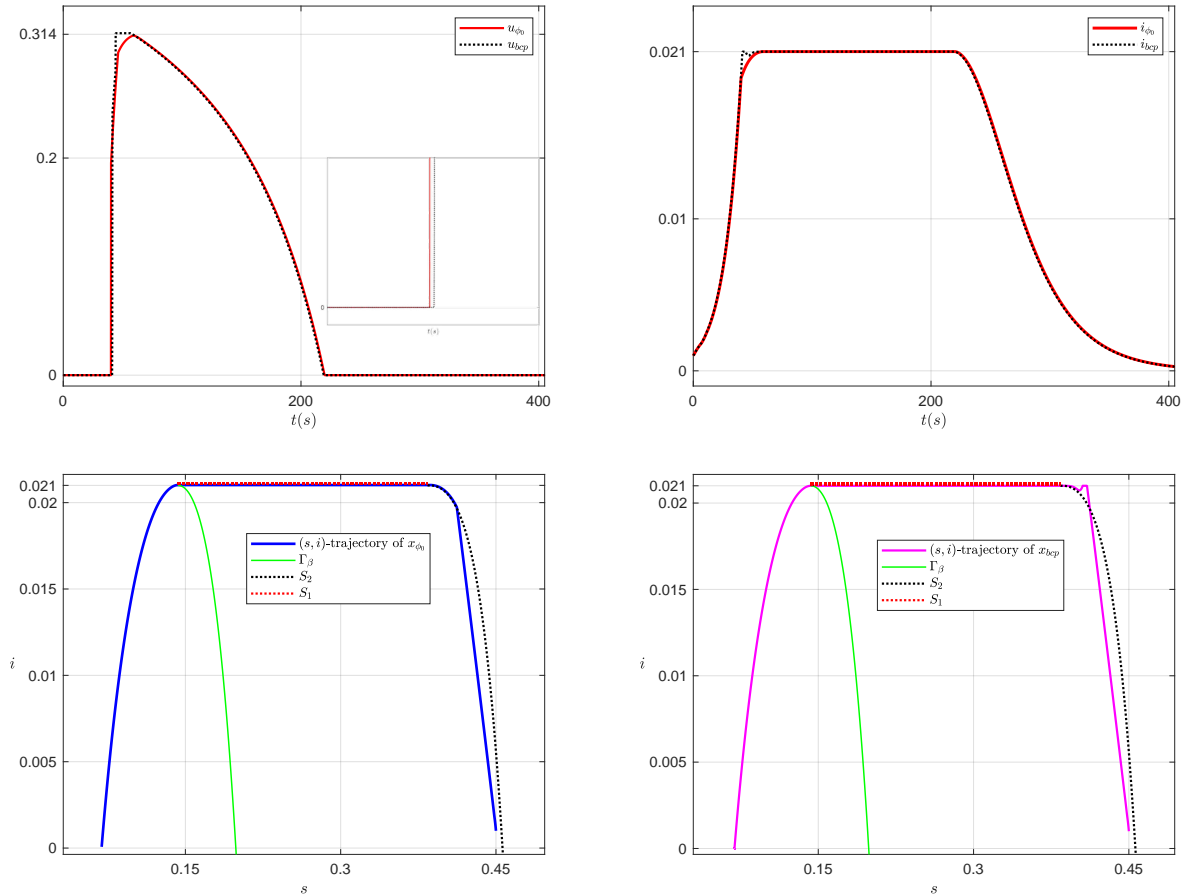 0.314
0.2
0
0
200
400
t(s)
u_{ϕ_0}
u_{bcp}
0
t(s)
0.021
0.01
0
0
200
400
t(s)
i_{ϕ_0}
i_{bcp}
0.021
0.02
0.015
i
0.01
0.005
0
0.15
0.3
0.45
s
(s, i)-trajectory of x_{ϕ_0}
Γ_β
S_2
S_1
0.021
0.02
0.015
i
0.01
0.005
0
0.15
0.3
0.45
s
(s, i)-trajectory of x_{bcp}
Γ_β
S_2
S_1